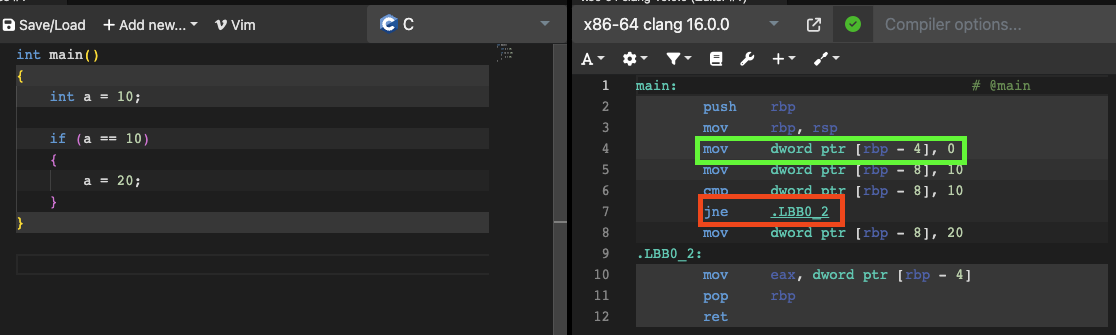 Save/Load + Add new... Vim C
int main()
{
    int a = 10;
    if (a == 10)
    {
        a = 20;
    }
}
x86-64 clang 16.0.0 Compiler options...
A
1 main: # @main
2 push rbp
3 mov rbp, rsp
4 mov dword ptr [rbp - 4], 0
5 mov dword ptr [rbp - 8], 10
6 cmp dword ptr [rbp - 8], 10
7 jne .LBB0_2
8 mov dword ptr [rbp - 8], 20
9 .LBB0_2:
10 mov eax, dword ptr [rbp - 4]
11 pop rbp
12 ret